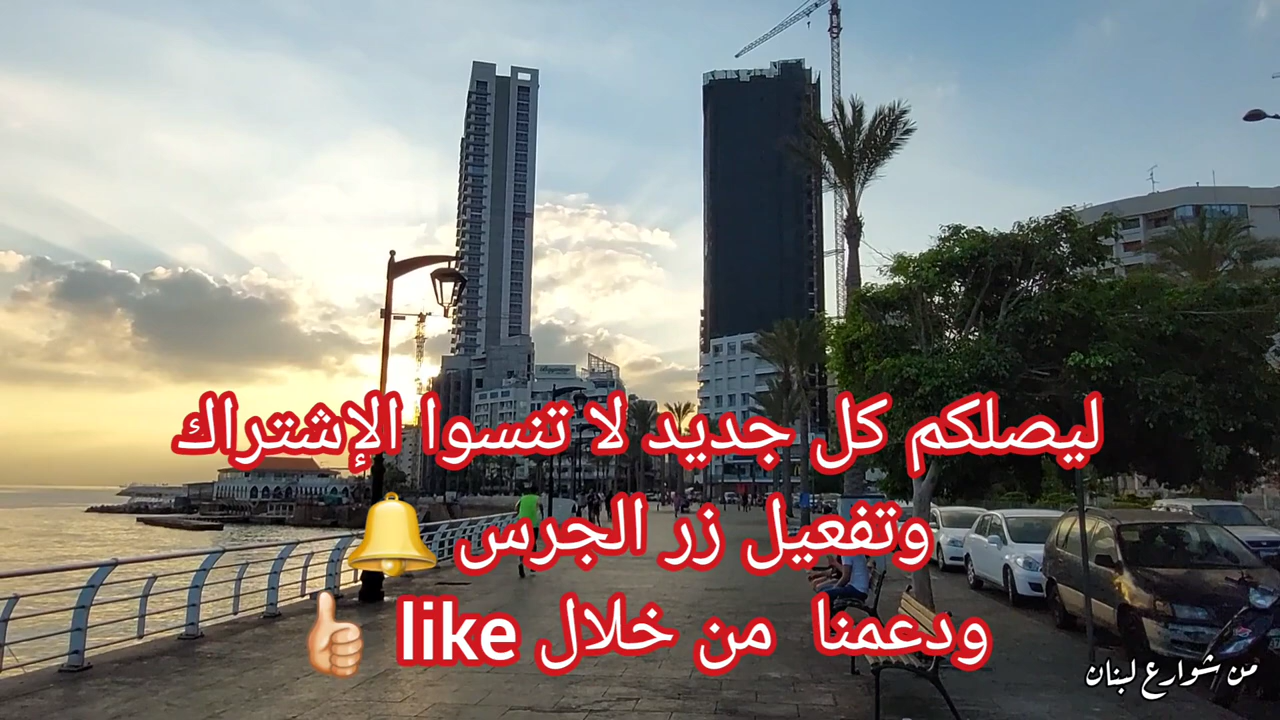 ليصلكم كل جديد لا تنسوا الإشتراك
وتفعيل زر الجرس 🔔
ودعمنا من خلال like 👍🏻
من شوارع لبنان